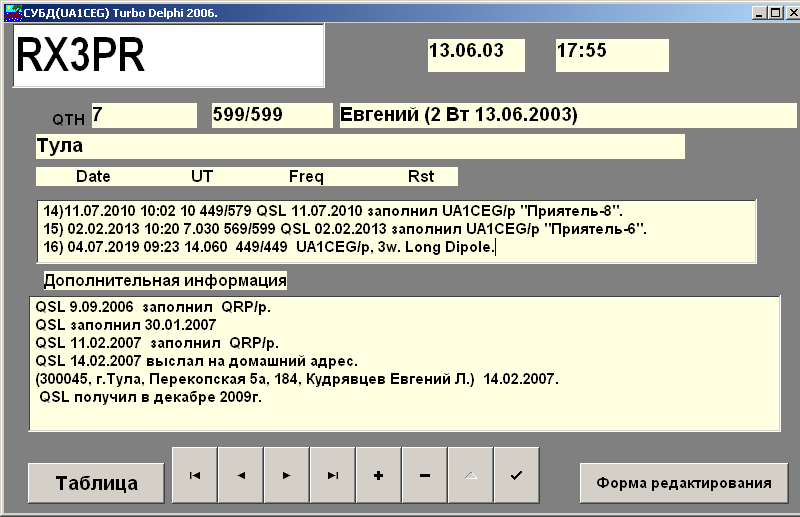 СУБД(UA1CEG) Turbo Delphi 2006.
RX3PR
13.06.03 17:55
QTH 7 599/599 Евгений (2 Вт 13.06.2003)
Тула
Date UT Freq Rst
14)11.07.2010 10:02 10 449/579 QSL 11.07.2010 заполнил UA1CEG/p "Приятель-8".
15) 02.02.2013 10:20 7.030 569/599 QSL 02.02.2013 заполнил UA1CEG/p "Приятель-6".
16) 04.07.2019 09:23 14.060 449/449 UA1CEG/p, 3w. Long Dipole.
Дополнительная информация
QSL 9.09.2006 заполнил QRP/p.
QSL заполнил 30.01.2007
QSL 11.02.2007 заполнил QRP/p.
QSL 14.02.2007 выслал на домашний адрес.
(300045, г.Тула, Перекопская 5а, 184, Кудрявцев Евгений Л.) 14.02.2007.
QSL получил в декабре 2009г.
Таблица
Форма редактирования